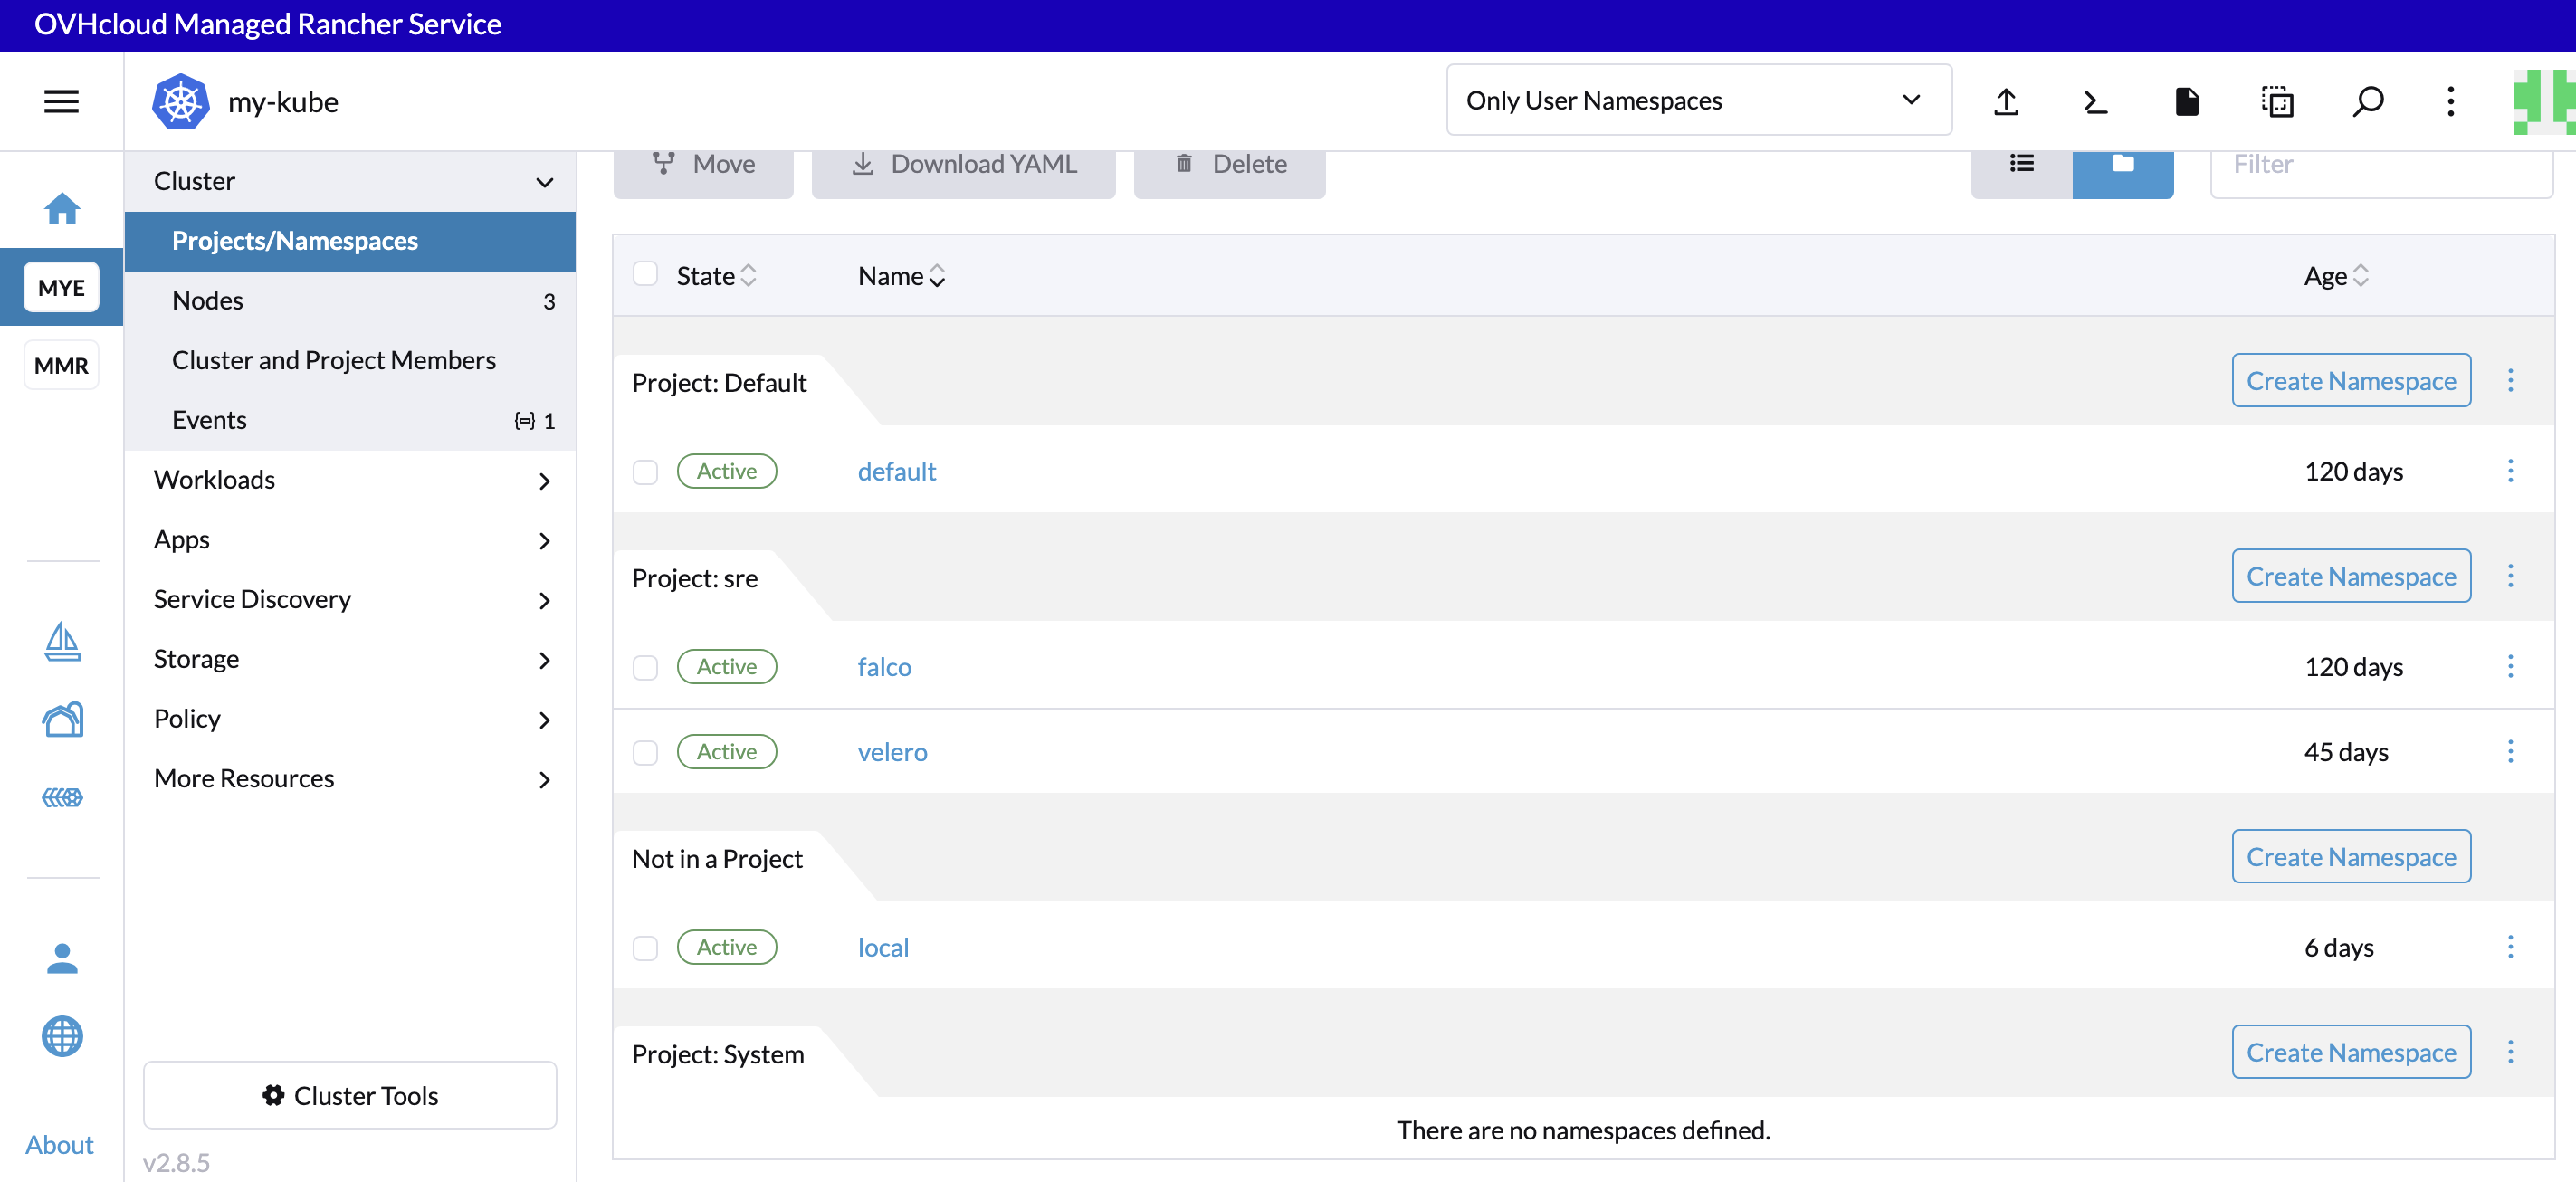 OVHcloud Managed Rancher Service
my-kube
Only User Namespaces
MYE
MMR
About
Cluster
Projects/Namespaces
Nodes 3
Cluster and Project Members
Events 1
Workloads
Apps
Service Discovery
Storage
Policy
More Resources
Cluster Tools
v2.8.5
Move Download YAML Delete Filter
State Name Age
Project: Default Create Namespace
Active default 120 days
Project: sre Create Namespace
Active falco 120 days
Active velero 45 days
Not in a Project Create Namespace
Active local 6 days
Project: System Create Namespace
There are no namespaces defined.